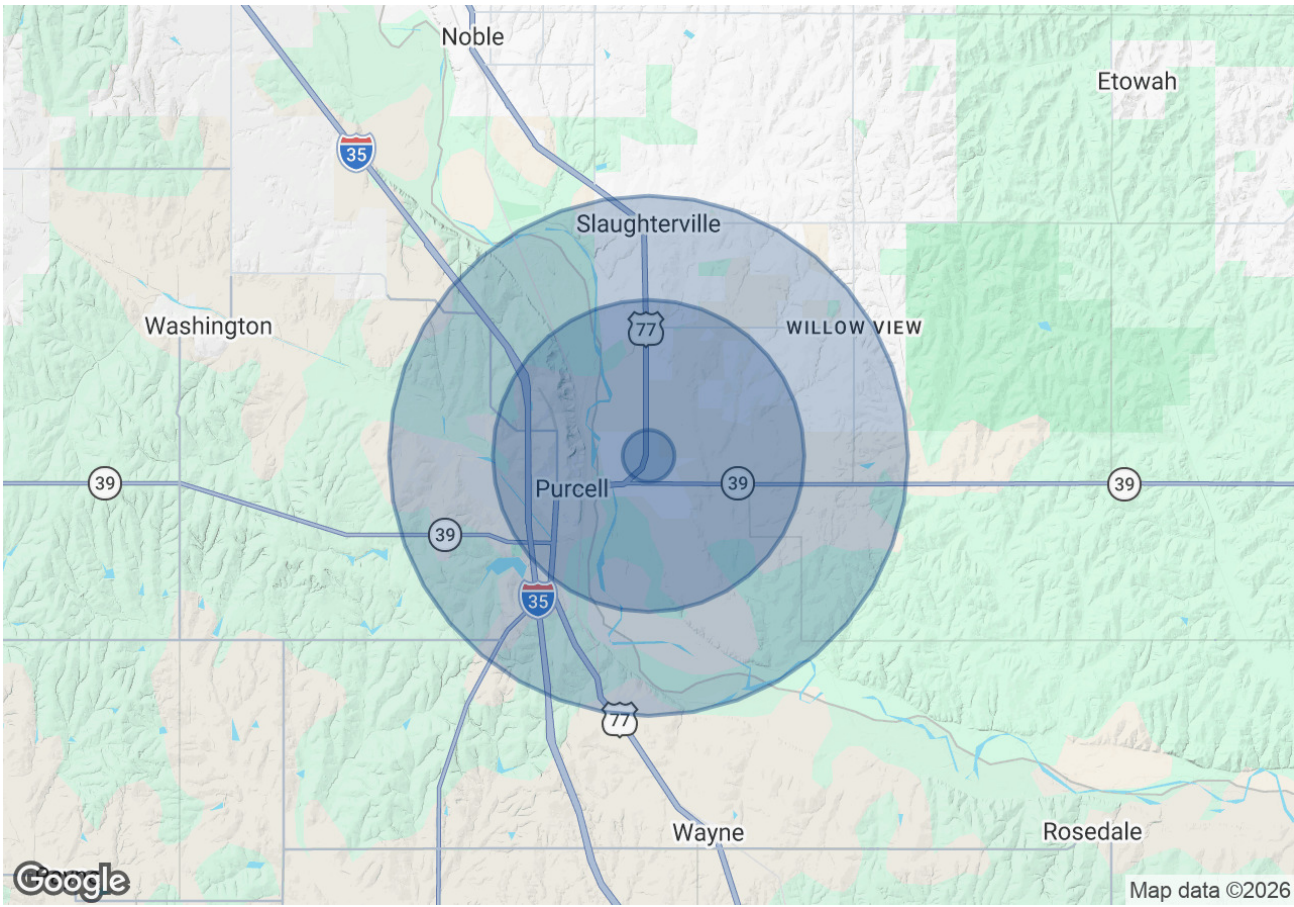 Noble
Etowah
35
Slaughterville
Washington
77
WILLOW VIEW
39
Purcell
39
39
39
35
77
Wayne
Rosedale
Google
Map data ©2026